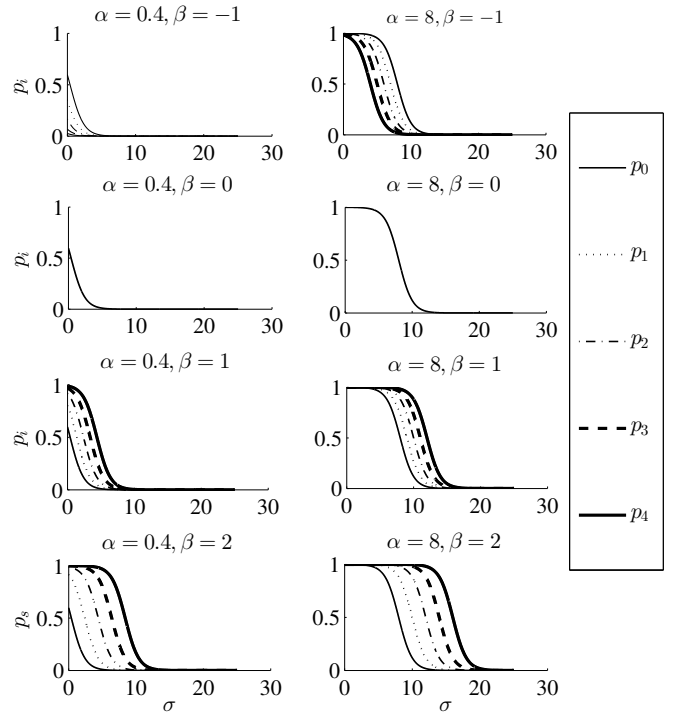 α = 0.4, β = −1
α = 8, β = −1
1
0.5
0
p_i
0 10 20 30
1
0.5
0
0 10 20 30
α = 0.4, β = 0
α = 8, β = 0
1
0.5
0
p_i
0 10 20 30
1
0.5
0
0 10 20 30
α = 0.4, β = 1
α = 8, β = 1
1
0.5
0
p_i
0 10 20 30
1
0.5
0
0 10 20 30
α = 0.4, β = 2
α = 8, β = 2
1
0.5
0
p_s
0 10 20 30
σ
1
0.5
0
0 10 20 30
σ
p_0
p_1
p_2
p_3
p_4